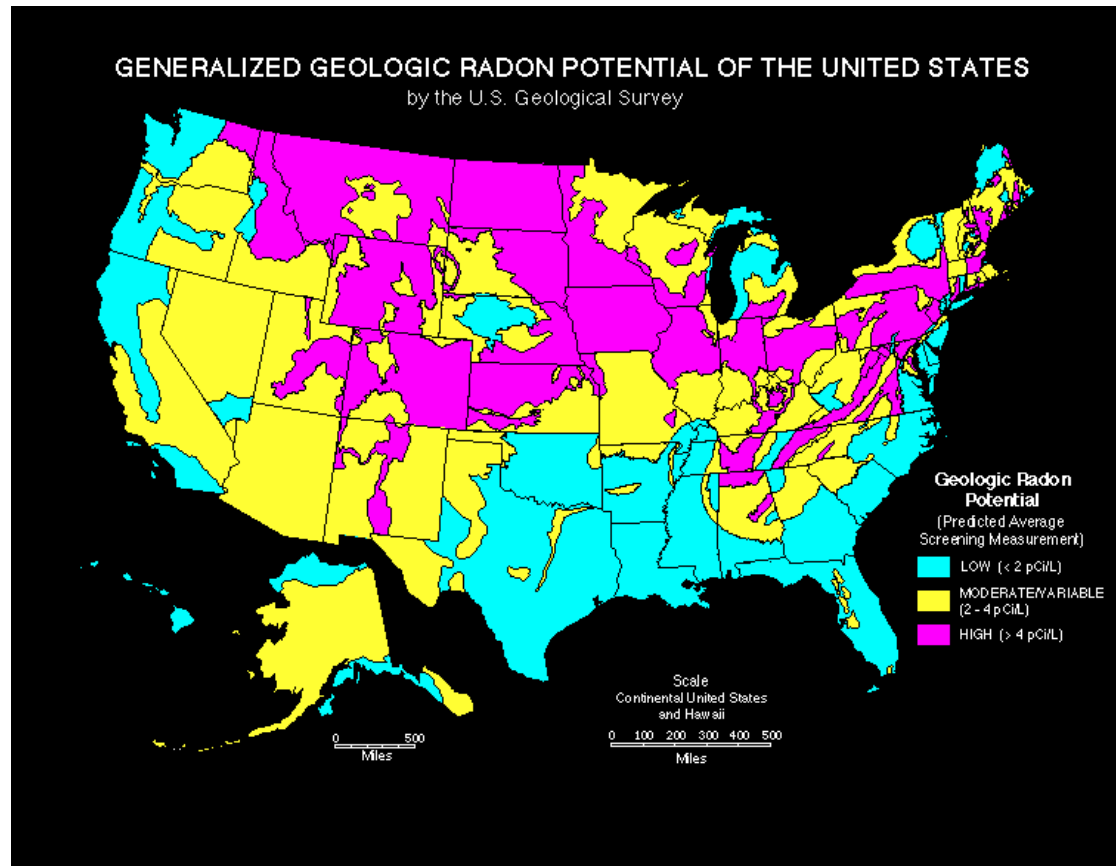 GENERALIZED GEOLOGIC RADON POTENTIAL OF THE UNITED STATES
by the U.S. Geological Survey
Geologic Radon
Potential
(Predicted Average
Screening Measurement)
LOW (< 2 pCi/L)
MODERATE/VARIABLE
(2 - 4 pCi/L)
HIGH (> 4 pCi/L)
Scale
Continental United States
and Hawaii
0 500
Miles
0 100 200 300 400 500
Miles